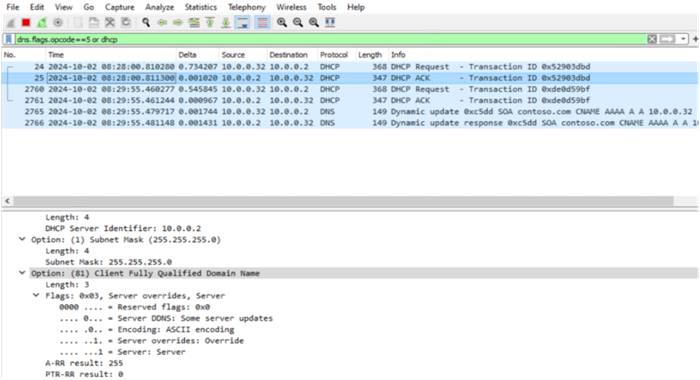 File Edit View Go Capture Analyze Statistics Telephony Wireless Tools Help
dns.flags.opcode==5 or dhcp
No. Time Delta Source Destination Protocol Length Info
24 2024-10-02 08:28:00.810280 0.734207 10.0.0.32 10.0.0.2 DHCP 368 DHCP Request - Transaction ID 0x52903dbd
25 2024-10-02 08:28:00.811300 0.001020 10.0.0.2 10.0.0.32 DHCP 347 DHCP ACK - Transaction ID 0x52903dbd
2760 2024-10-02 08:29:55.460277 0.545845 10.0.0.32 10.0.0.2 DHCP 368 DHCP Request - Transaction ID 0xde0d59bf
2761 2024-10-02 08:29:55.461244 0.000967 10.0.0.2 10.0.0.32 DHCP 347 DHCP ACK - Transaction ID 0xde0d59bf
2765 2024-10-02 08:29:55.479717 0.001744 10.0.0.32 10.0.0.2 DNS 149 Dynamic update 0xc5dd SOA contoso.com CNAME AAAA A A 10.0.0.32
2766 2024-10-02 08:29:55.481148 0.001431 10.0.0.2 10.0.0.32 DNS 149 Dynamic update response 0xc5dd SOA contoso.com CNAME AAAA A A 10
Length: 4
DHCP Server Identifier: 10.0.0.2
Option: (1) Subnet Mask (255.255.255.0)
Length: 4
Subnet Mask: 255.255.255.0
Option: (81) Client Fully Qualified Domain Name
Length: 3
Flags: 0x03, Server overrides, Server
0000 .... = Reserved flags: 0x0
.... 0... = Server DDNS: Some server updates
.... .0.. = Encoding: ASCII encoding
.... ..1. = Server overrides: Override
.... ...1 = Server: Server
A-RR result: 255
PTR-RR result: 0